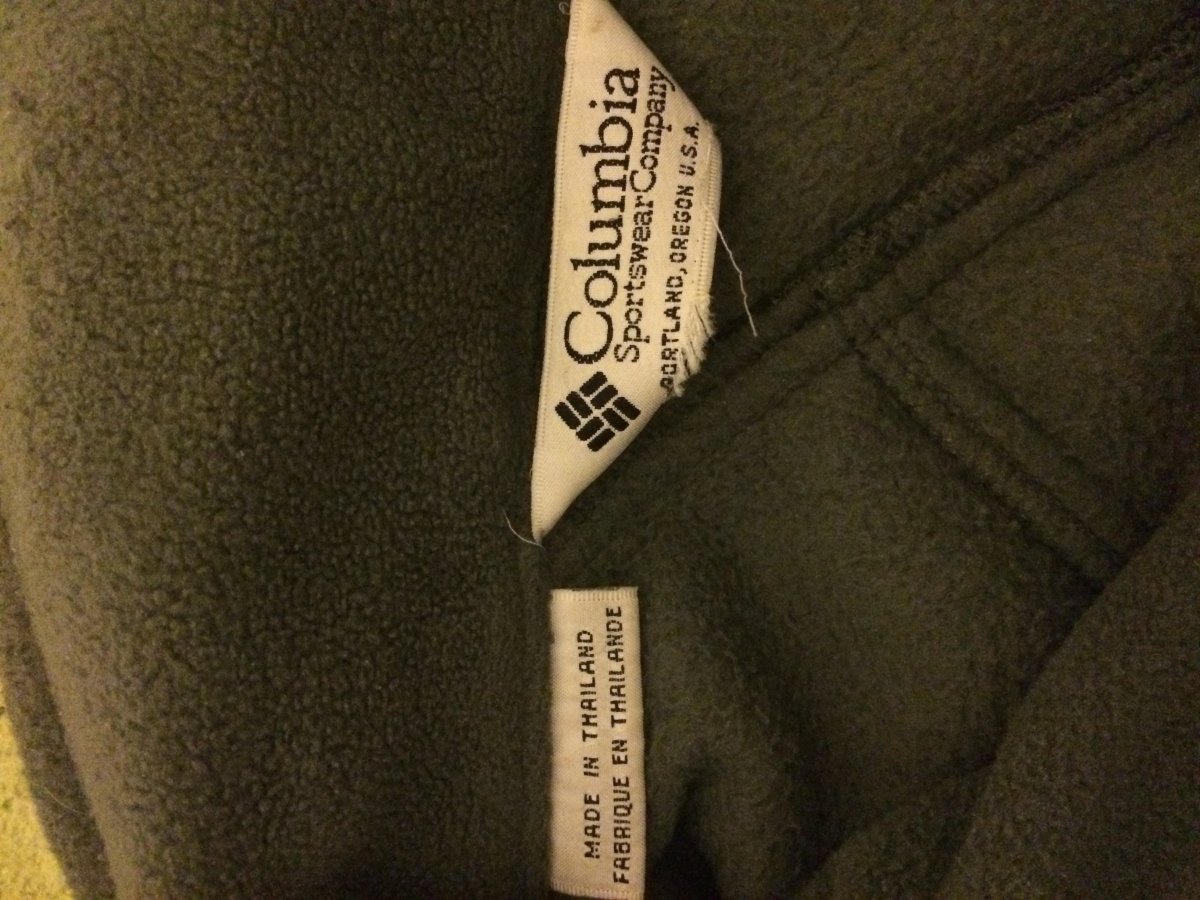 Columbia
Sportswear Company
PORTLAND, OREGON U.S.A.
MADE IN THAILAND
FABRIQUE EN THAILANDE